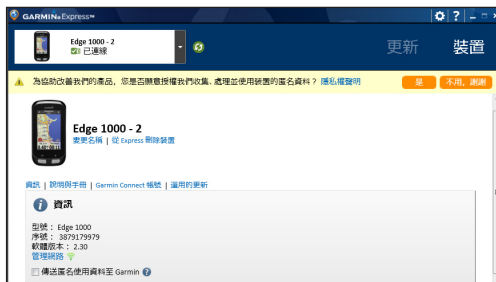 GARMIN. Express™
Edge 1000 - 2
已連線
更新
裝置
為協助改善我們的產品，您是否願意授權我們收集, 處理並使用裝置的匿名資料？ 隱私權聲明
是
不用, 謝謝
Edge 1000 - 2
變更名稱 | 從 Express 刪除裝置
資訊 | 說明與手冊 | Garmin Connect 帳號 | 適用的更新
資訊
型號： Edge 1000
序號： 3879179979
軟體版本： 2.30
管理網路
傳送匿名使用資料至 Garmin